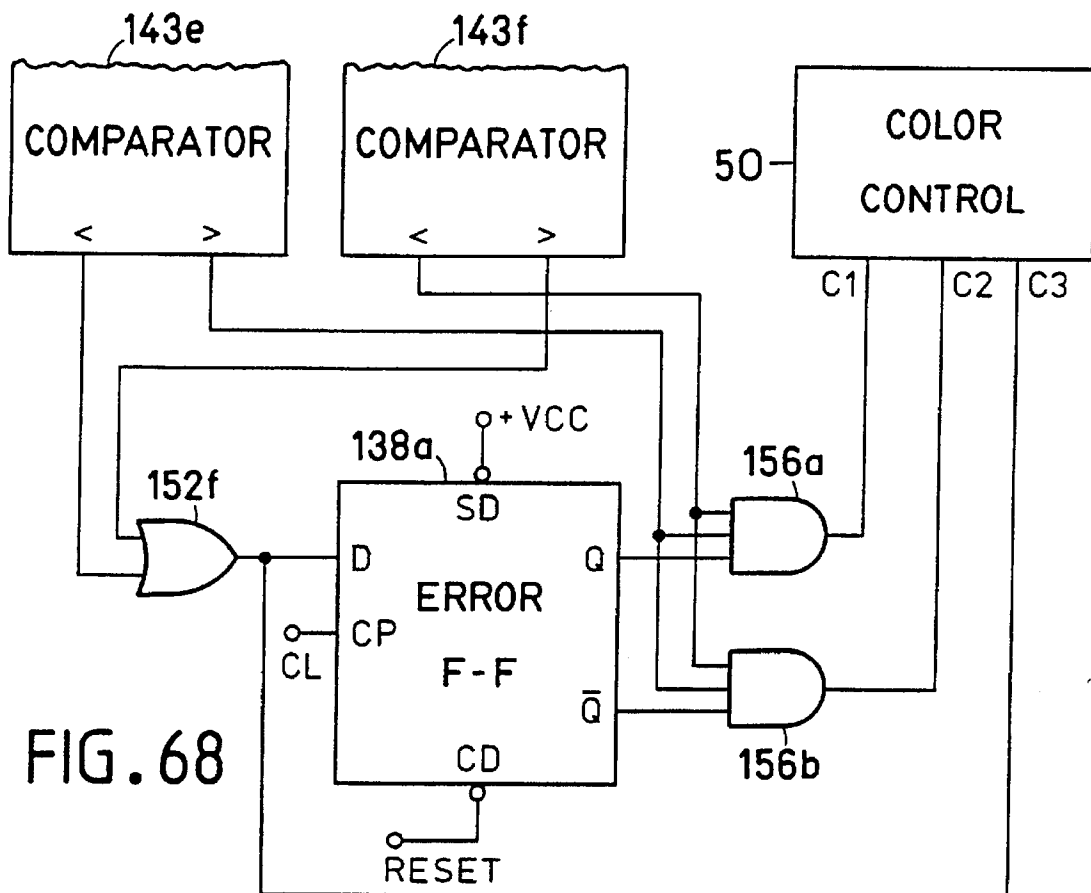 143e
143f
COMPARATOR
< >
COMPARATOR
< >
50
COLOR
CONTROL
C1 C2 C3
+VCC
138a
152f
156a
SD
D
Q
ERROR
F-F
CP
CL
Q̅
CD
RESET
156b
FIG. 68